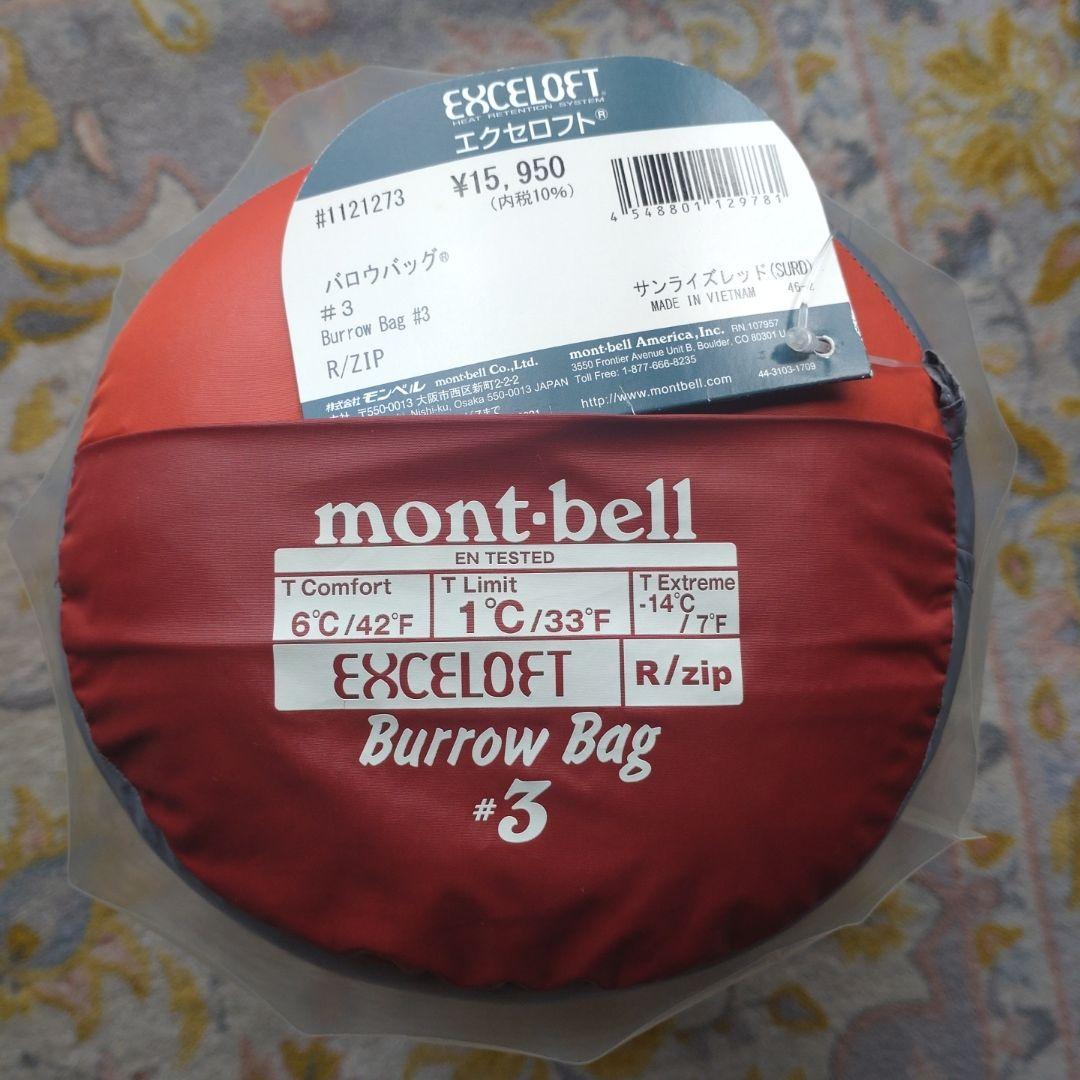 EXCELOFT®
HEAT RETENTION SYSTEM
エクセロフト®
¥15,950
(内税10%)
#1121273
4 548801 129781
バロウバッグ®
#3
Burrow Bag #3
R/ZIP
サンライズレッド(SURD)
MADE IN VIETNAM
株式会社モンベル mont-bell Co.,Ltd.
本社 〒550-0013 大阪市西区新町2-2-2
Nishi-ku, Osaka 550-0013 JAPAN
mont-bell America,Inc. RN.107957
3550 Frontier Avenue Unit B, Boulder, CO 80301 U
Toll Free: 1-877-666-8235
http://www.montbell.com
44-3103-1709
mont·bell
EN TESTED
T Comfort
6°C/42°F
T Limit
1°C/33°F
T Extreme
-14°C
/7°F
EXCELOFT
R/zip
Burrow Bag
#3